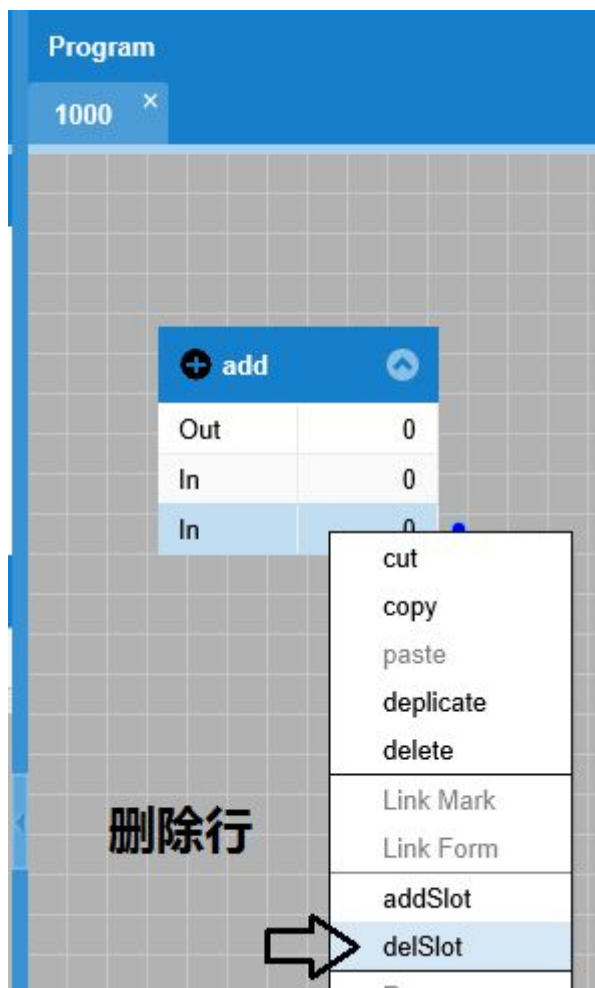 Program
1000 ×
add
Out 0
In 0
In 0
cut
copy
paste
deplicate
delete
Link Mark
Link Form
addSlot
delSlot
删除行